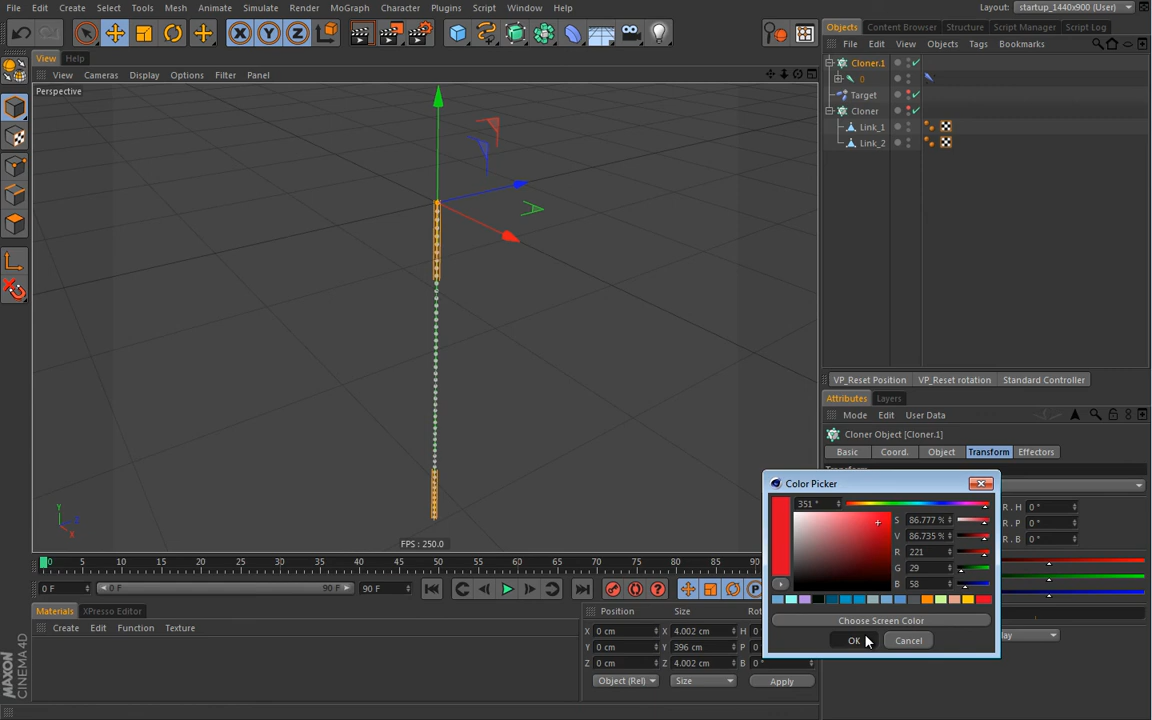 File Edit Create Select Tools Mesh Animate Simulate Render MoGraph Character Plugins Script Window Help Layout: startup_1440x900 (User)
Objects Content Browser Structure Script Manager Script Log
View Help
File Edit View Objects Tags Bookmarks
View Cameras Display Options Filter Panel
Perspective
Cloner.1
0
Target
Cloner
Link_1
Link_2
VP_Reset Position VP_Reset rotation Standard Controller
Attributes Layers
Mode Edit User Data
Cloner Object [Cloner.1]
Basic Coord. Object Transform Effectors
Color Picker
351 °
S 86.777 %
V 86.735 %
R 221
G 29
B 58
Choose Screen Color
OK Cancel
R . H 0 °
R . P 0 °
R . B 0 °
Y
X
FPS : 250.0
0 5 10 15 20 25 30 35 40 45 50 55 60 65 70 75 80 85 90
0 F 0 F 90 F 90 F
Materials XPresso Editor
Create Edit Function Texture
Position Size
X 0 cm X 4.002 cm H
Y 0 cm Y 396 cm P
Z 0 cm Z 4.002 cm B 0 °
Object (Rel) Size Apply
MAXON
CINEMA 4D